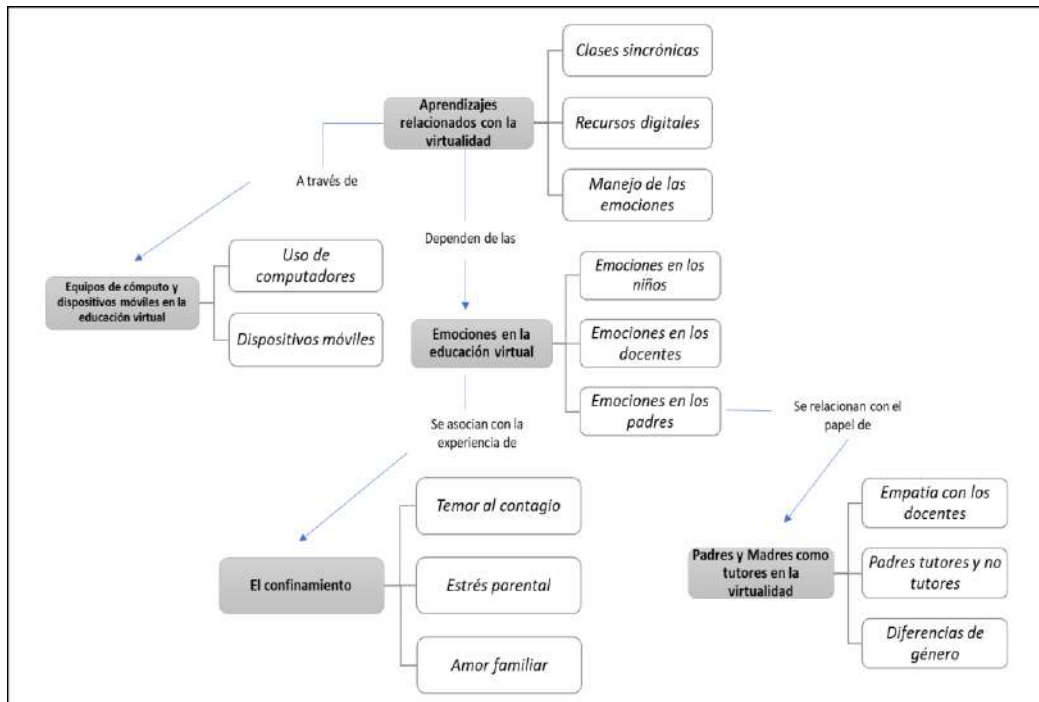 Clases sincrónicas
Aprendizajes
relacionados con la
virtualidad
Recursos digitales
Manejo de las
emociones
A través de
Dependen de las
Uso de
computadores
Equipos de cómputo y
dispositivos móviles en la
educación virtual
Dispositivos móviles
Emociones en los
niños
Emociones en la
educación virtual
Emociones en los
docentes
Emociones en los
padres
Se relacionan con el
papel de
Se asocian con la
experiencia de
Temor al contagio
El confinamiento
Estrés parental
Amor familiar
Empatía con los
docentes
Padres y Madres como
tutores en la
virtualidad
Padres tutores y no
tutores
Diferencias de
género